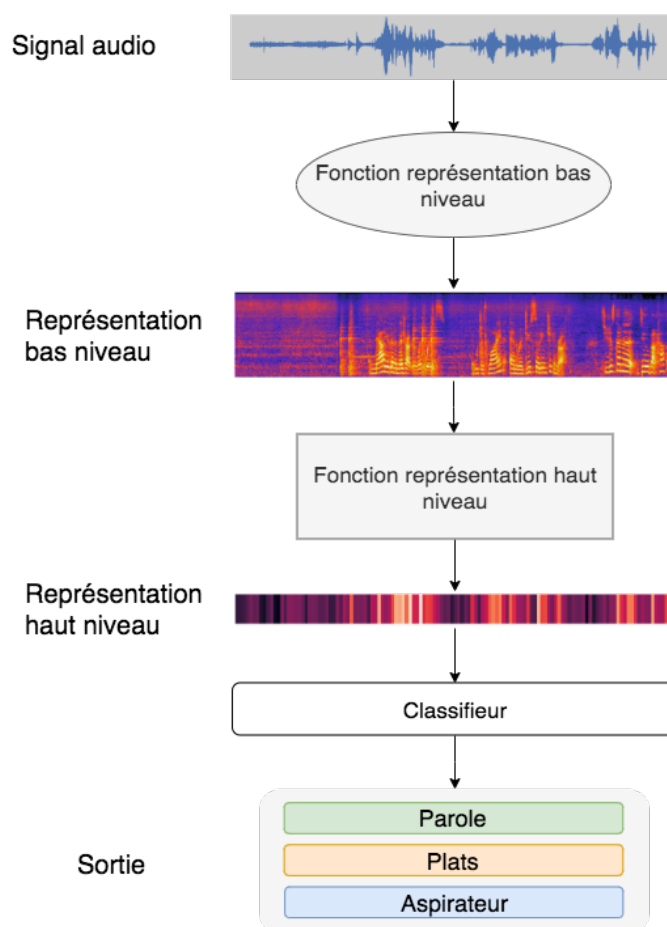 Signal audio
Fonction représentation bas
niveau
Représentation
bas niveau
Fonction représentation haut
niveau
Représentation
haut niveau
Classifieur
Parole
Plats
Sortie
Aspirateur